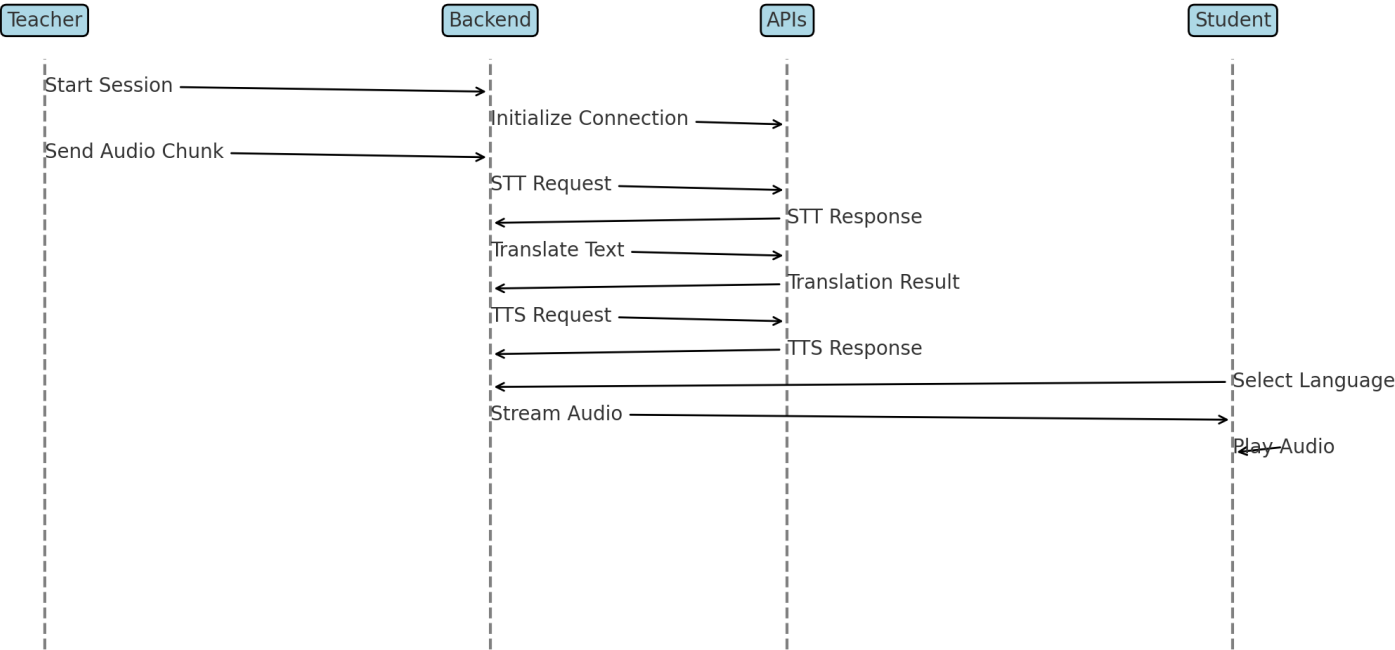 Teacher
Backend
APIs
Student
Start Session
Initialize Connection
Send Audio Chunk
STT Request
STT Response
Translate Text
Translation Result
TTS Request
TTS Response
Select Language
Stream Audio
Play Audio